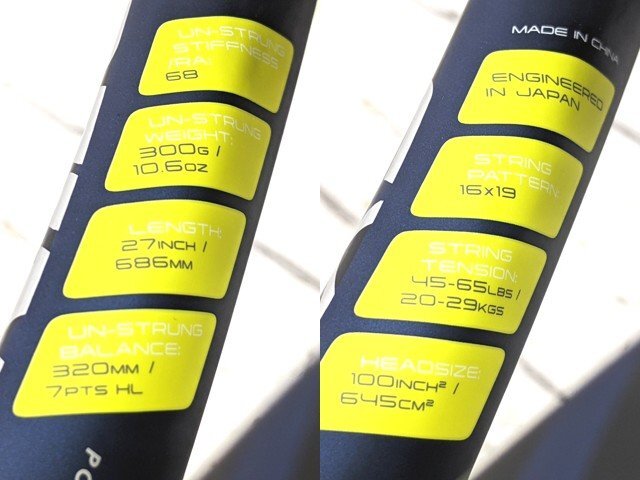 UN-STRUNG
STIFFNESS
(RA):
68
UN-STRUNG
WEIGHT:
300G /
10.6OZ
LENGTH:
27INCH /
686MM
UN-STRUNG
BALANCE:
320MM /
7PTS HL
MADE IN CHINA
ENGINEERED
IN JAPAN
STRING
PATTERN:
16x19
STRING
TENSION:
45-65LBS /
20-29KGS
HEADSIZE:
100INCH² /
645CM²